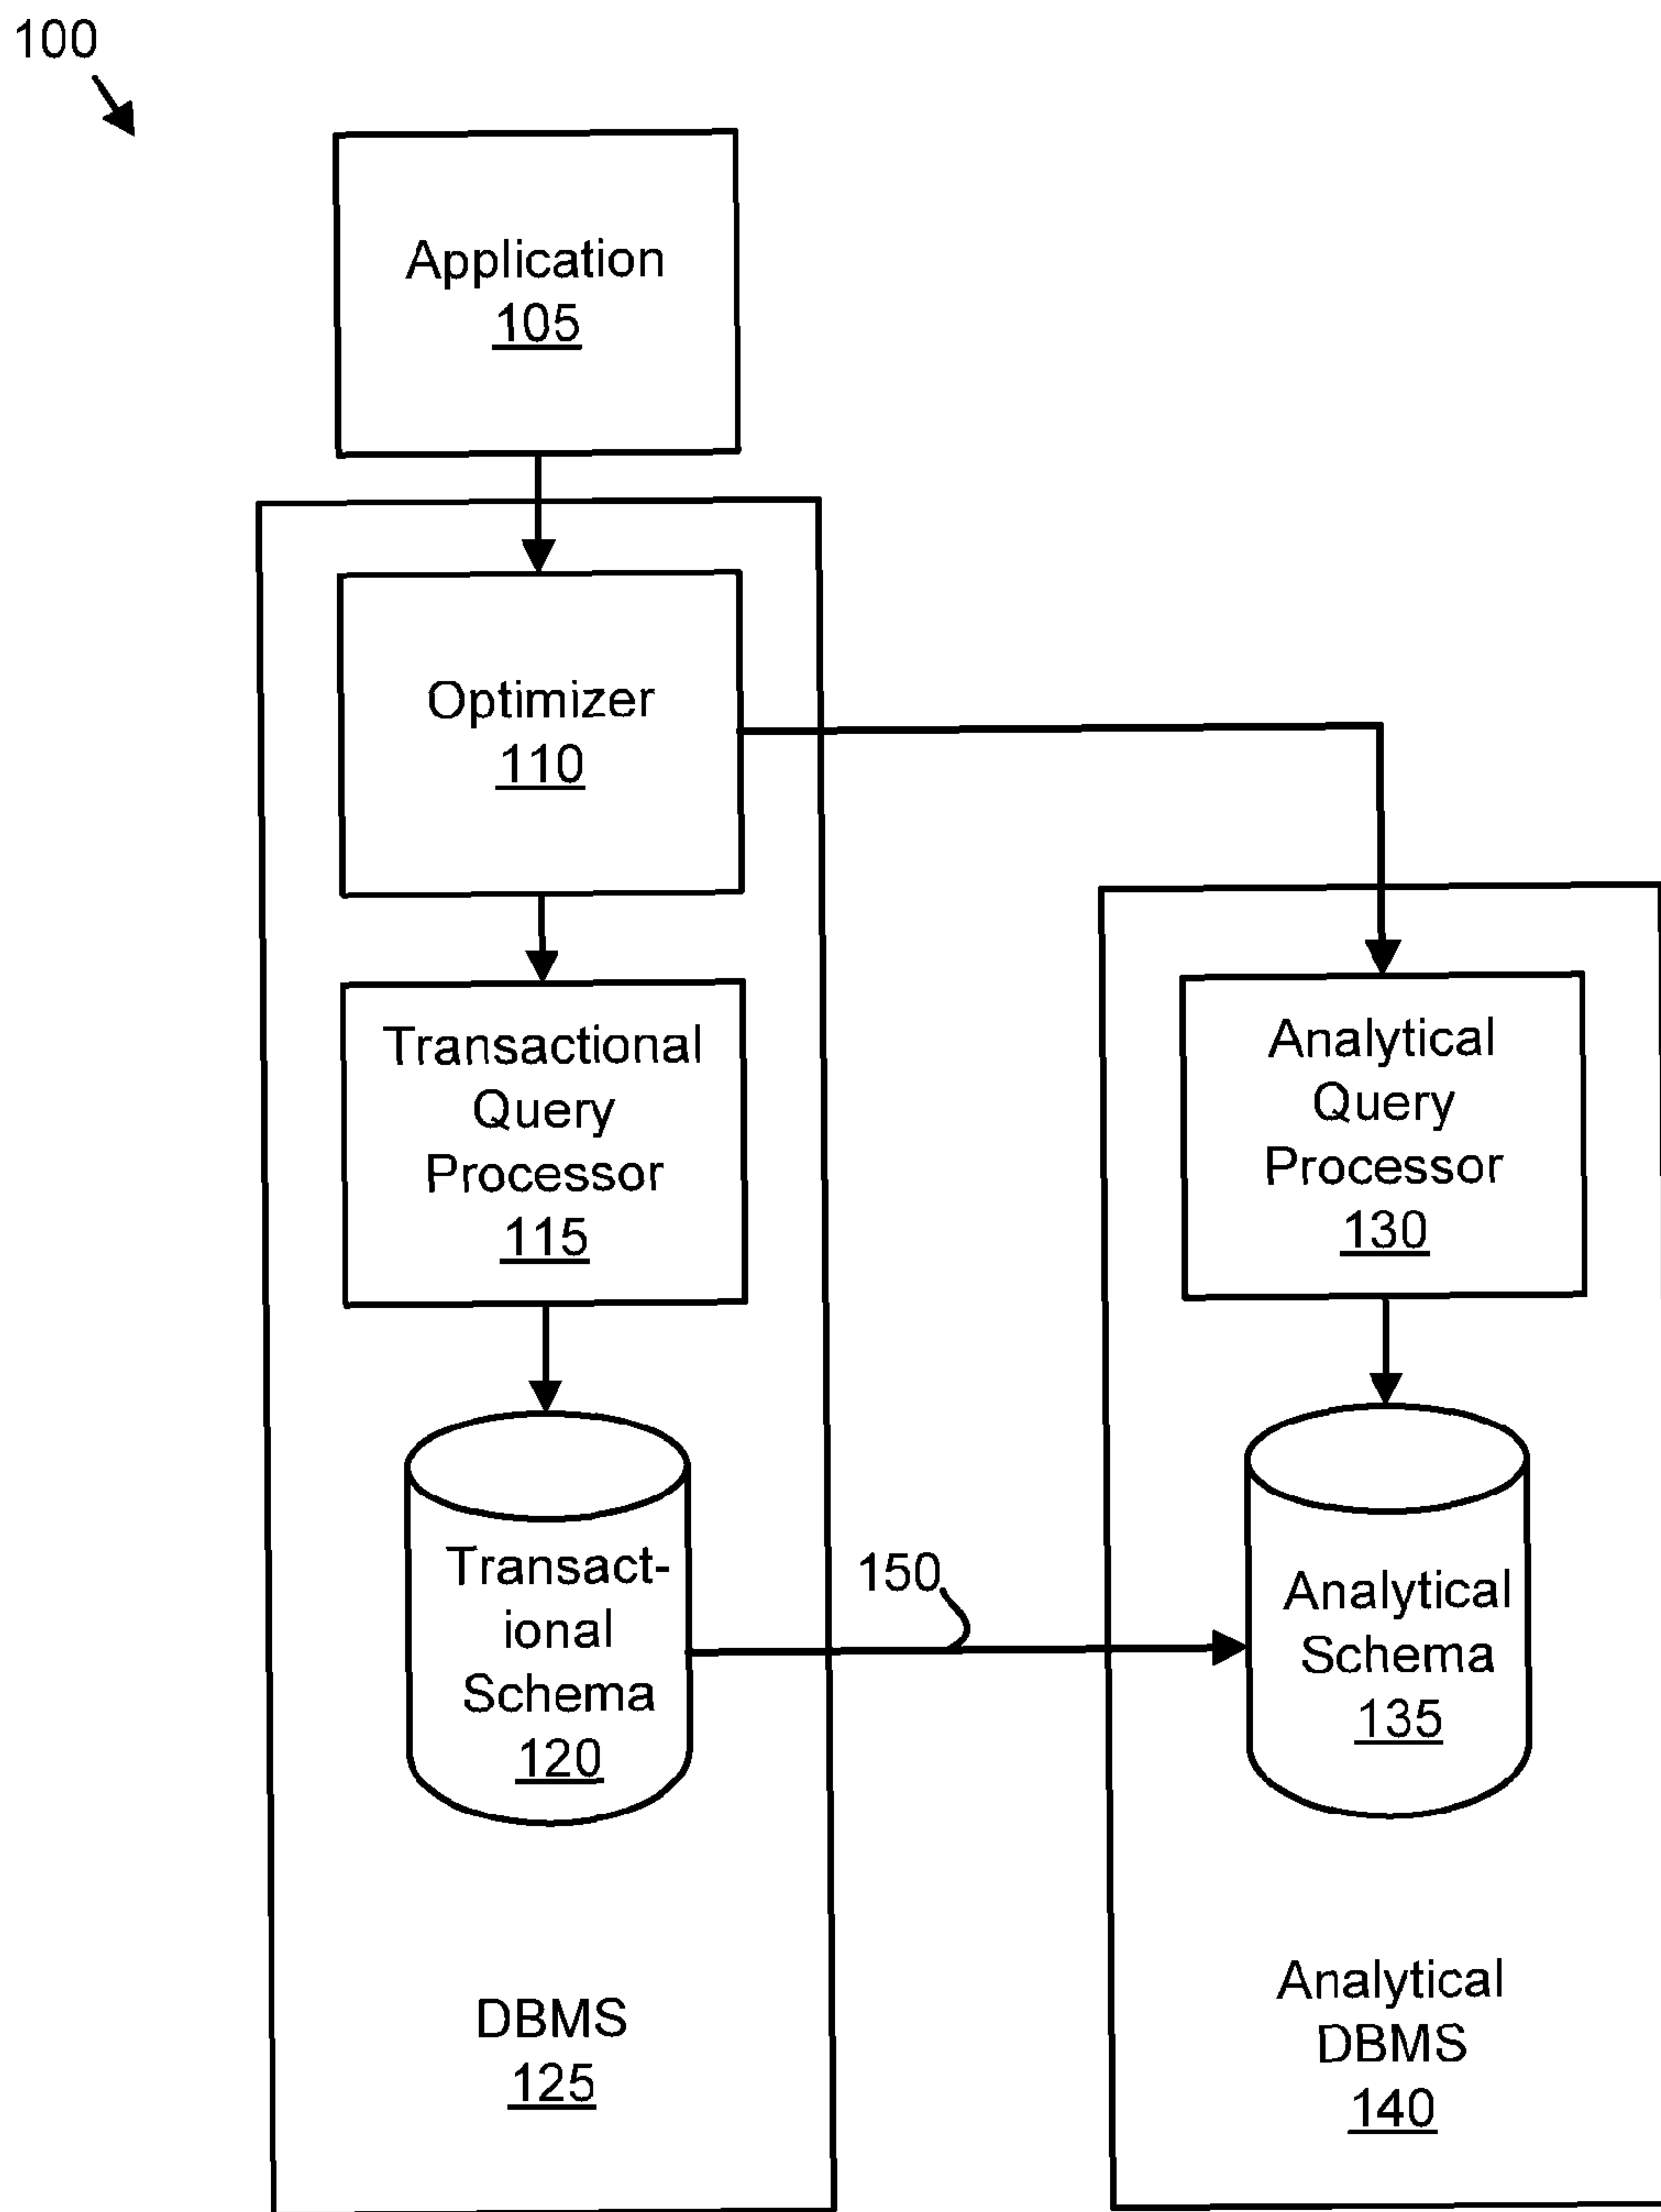 100
Application
105
Optimizer
110
Transactional
Query
Processor
115
Analytical
Query
Processor
130
Transact-
ional
Schema
120
150
Analytical
Schema
135
DBMS
125
Analytical
DBMS
140